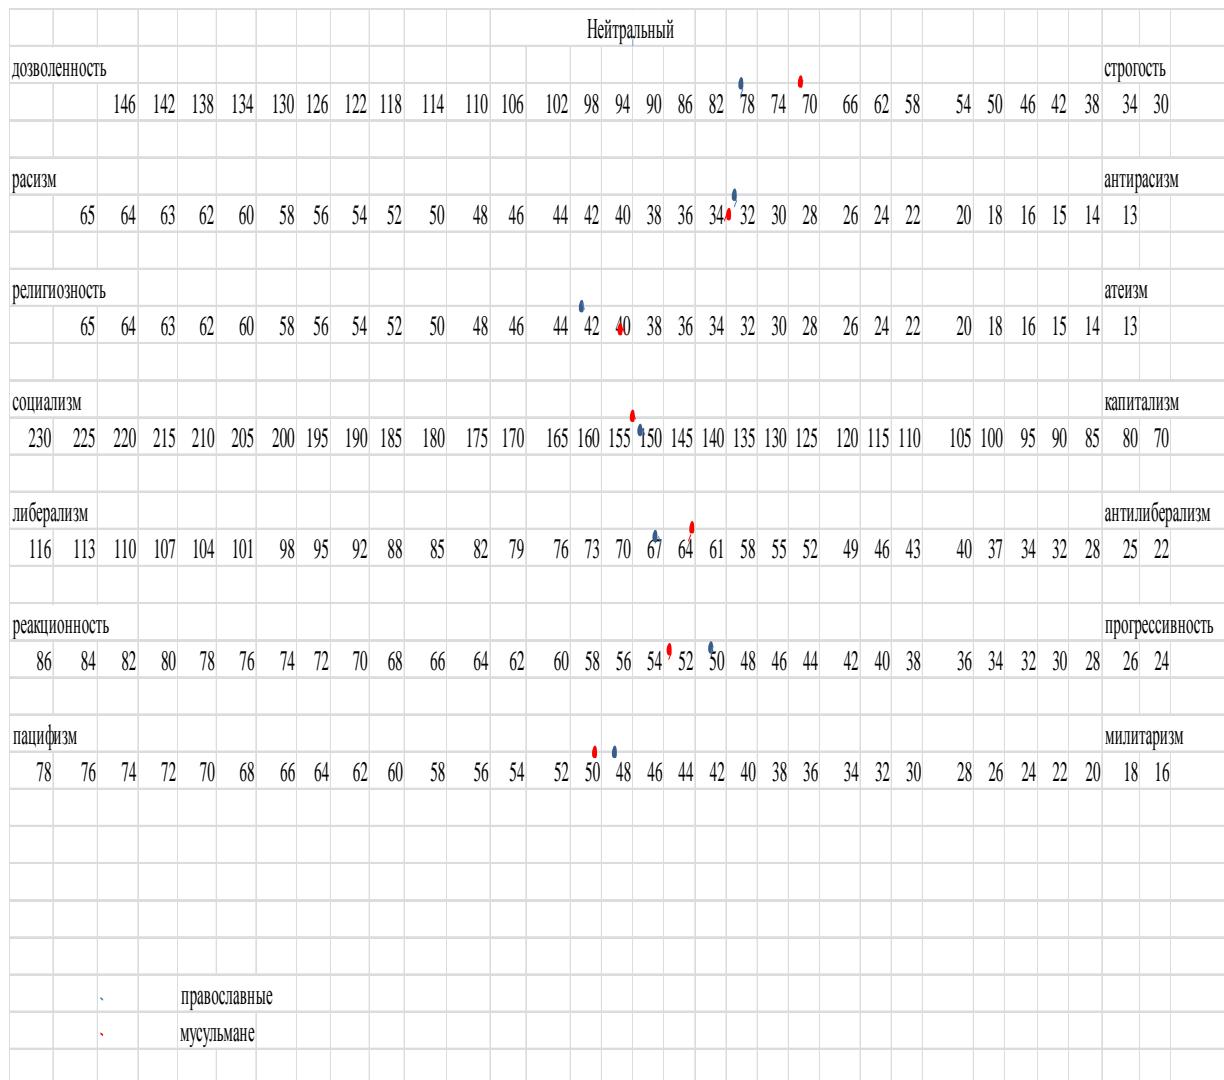 Нейтральный
дозволенность строгость
146 142 138 134 130 126 122 118 114 110 106 102 98 94 90 86 82 78 74 70 66 62 58 54 50 46 42 38 34 30
расизм антирасизм
65 64 63 62 60 58 56 54 52 50 48 46 44 42 40 38 36 34 32 30 28 26 24 22 20 18 16 15 14 13
религиозность атеизм
65 64 63 62 60 58 56 54 52 50 48 46 44 42 40 38 36 34 32 30 28 26 24 22 20 18 16 15 14 13
социализм капитализм
230 225 220 215 210 205 200 195 190 185 180 175 170 165 160 155 150 145 140 135 130 125 120 115 110 105 100 95 90 85 80 70
либерализм антилиберализм
116 113 110 107 104 101 98 95 92 88 85 82 79 76 73 70 67 64 61 58 55 52 49 46 43 40 37 34 32 28 25 22
реакционность прогрессивность
86 84 82 80 78 76 74 72 70 68 66 64 62 60 58 56 54 52 50 48 46 44 42 40 38 36 34 32 30 28 26 24
пацифизм милитаризм
78 76 74 72 70 68 66 64 62 60 58 56 54 52 50 48 46 44 42 40 38 36 34 32 30 28 26 24 22 20 18 16
православные
мусульмане